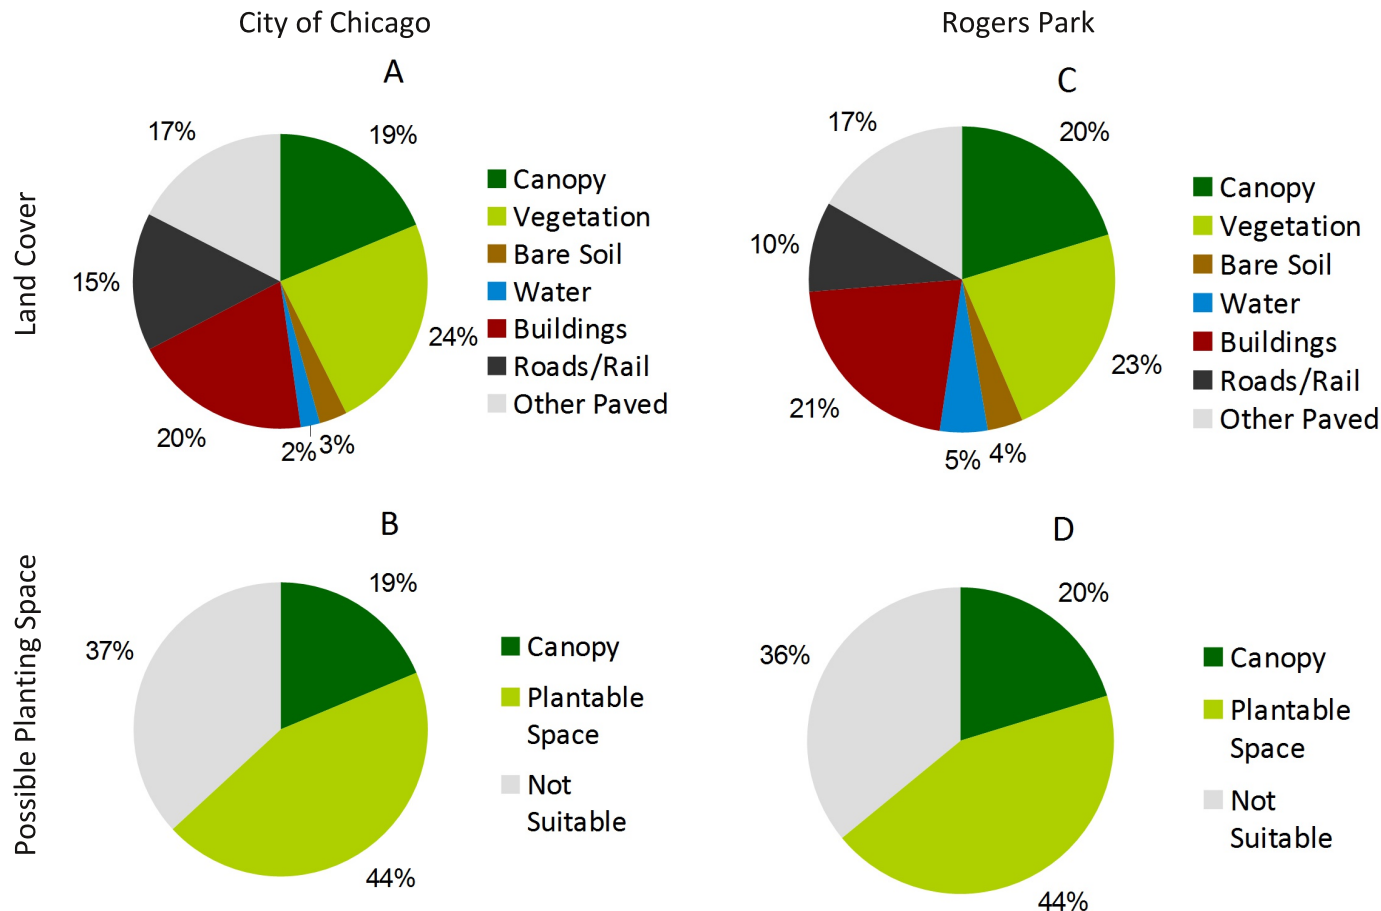 City of Chicago
Rogers Park
Land Cover
A
17%
19%
15%
24%
20%
2%
3%
Canopy
Vegetation
Bare Soil
Water
Buildings
Roads/Rail
Other Paved
C
17%
20%
10%
23%
21%
5%
4%
Canopy
Vegetation
Bare Soil
Water
Buildings
Roads/Rail
Other Paved
Possible Planting Space
B
19%
37%
44%
Canopy
Plantable
Space
Not
Suitable
D
20%
36%
44%
Canopy
Plantable
Space
Not
Suitable